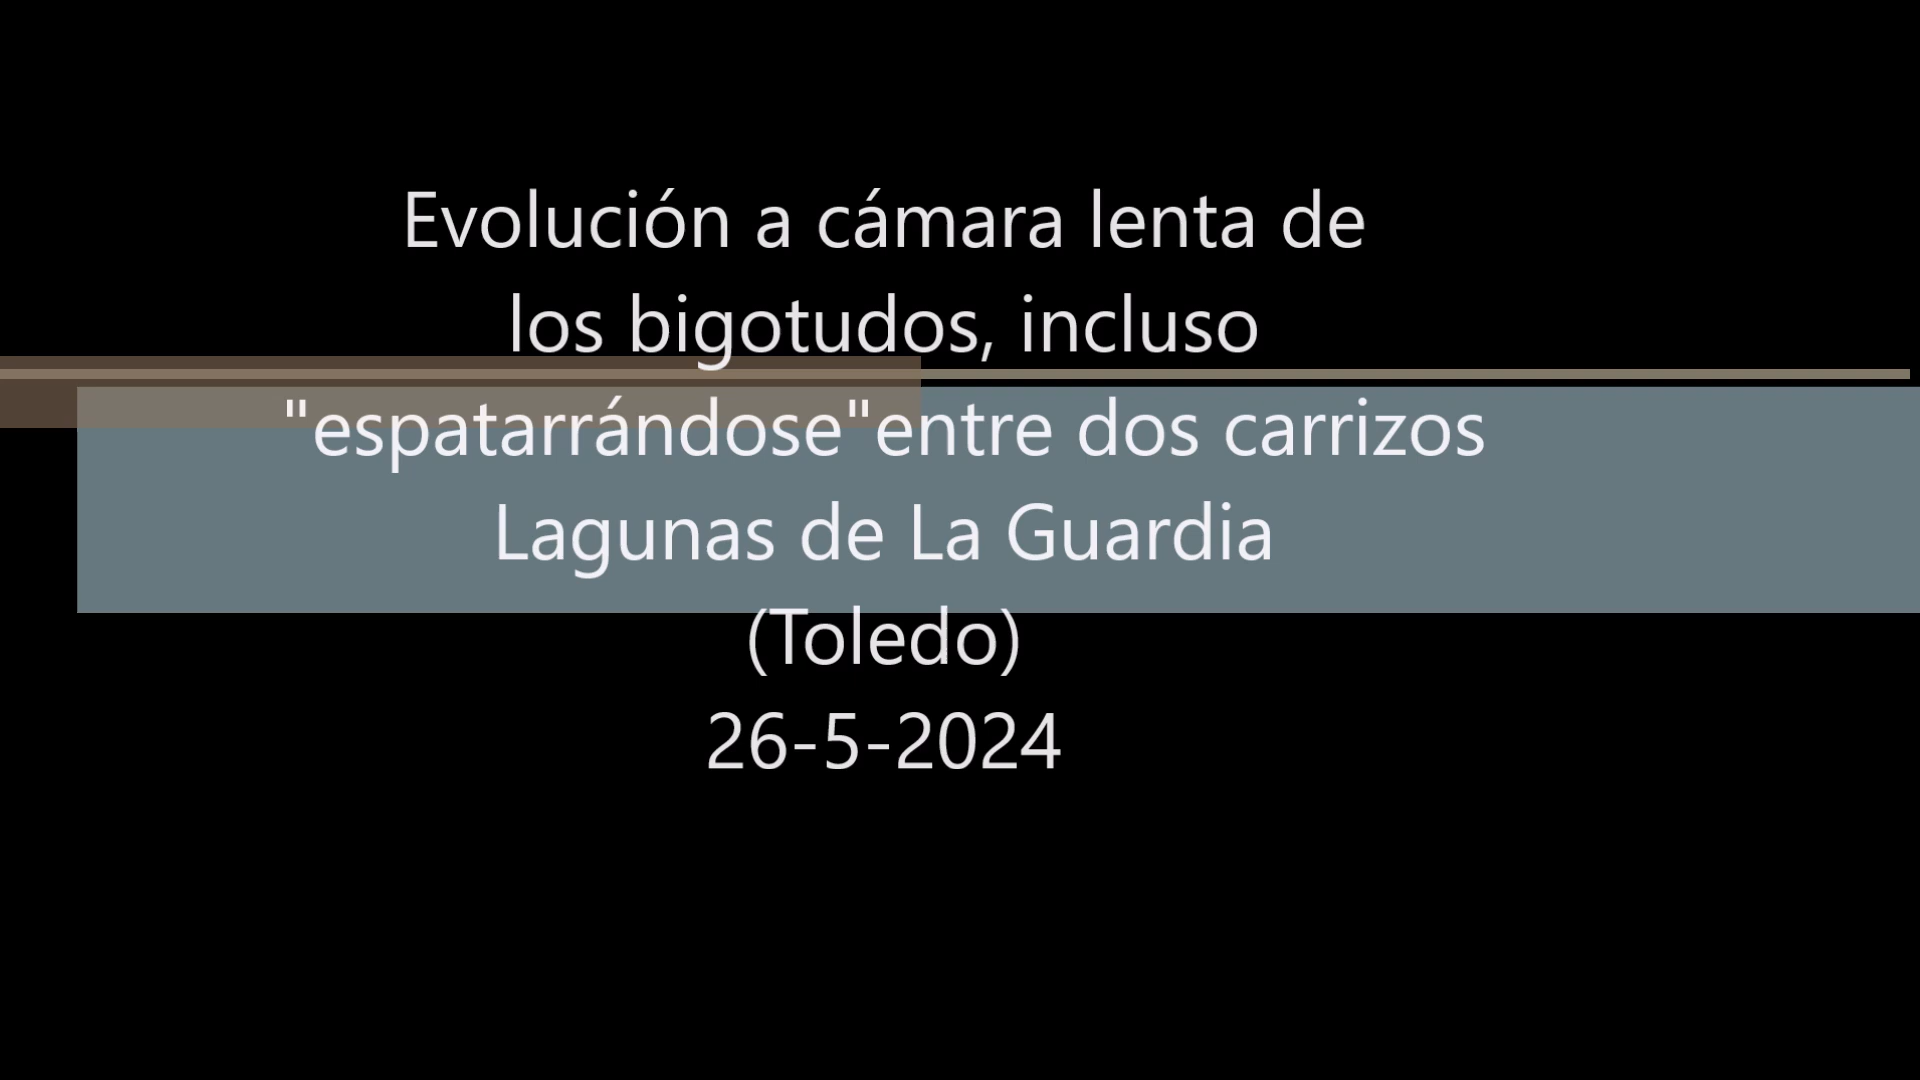 Evolución a cámara lenta de
los bigotudos, incluso
"espatarrándose"entre dos carrizos
Lagunas de La Guardia
(Toledo)
26-5-2024